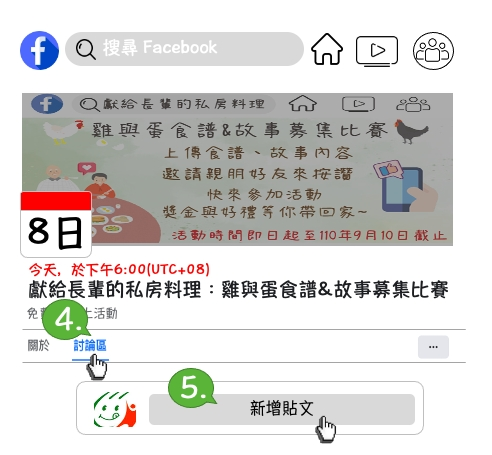 搜尋 Facebook
獻給長輩的私房料理
雞與蛋食譜&故事募集比賽
上傳食譜、故事內容
邀請親朋好友來按讚
快來參加活動
獎金與好禮等你帶回家~
活動時間即日起至110年9月10日截止
8日
今天, 於下午6:00(UTC+08)
獻給長輩的私房料理:雞與蛋食譜&故事募集比賽
上活動
4.
關於 討論區 ...
5.
新增貼文